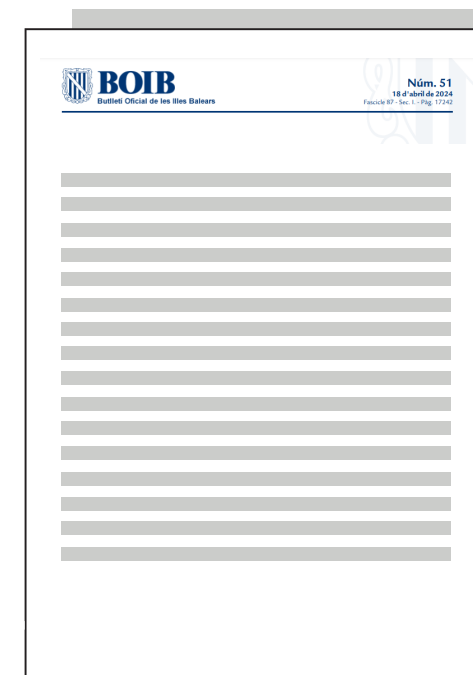 BOIB
Butlletí Oficial de les Illes Balears
Núm. 51
18 d'abril de 2024
Fascicle 87 - Sec. I. - Pàg. 17242